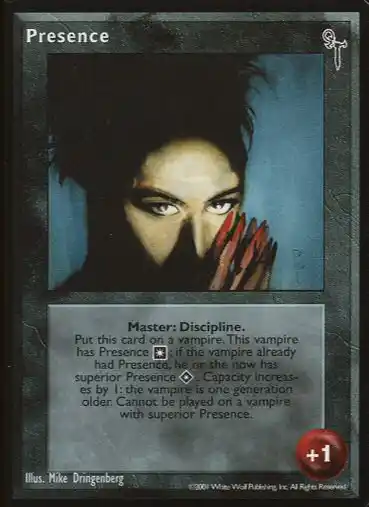 Presence
Master: Discipline.
Put this card on a vampire. This vampire
has Presence ; if the vampire already
had Presence, he or she now has
superior Presence . Capacity increas-
es by 1: the vampire is one generation
older. Cannot be played on a vampire
with superior Presence.
+1
Illus. Mike Dringenberg
©2001 White Wolf Publishing, Inc. All Rights Reserved.